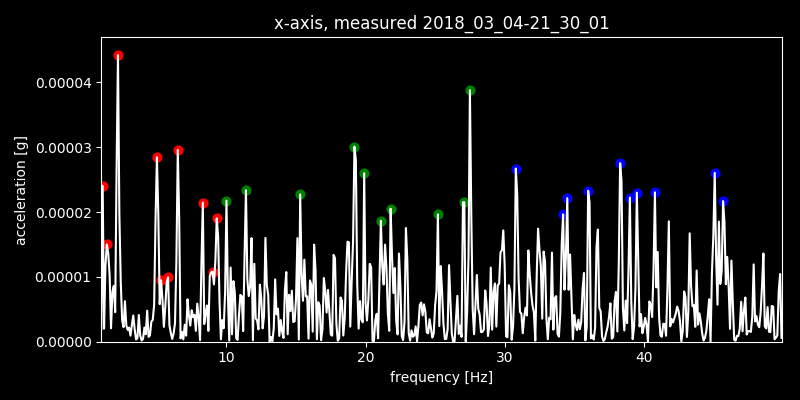 x-axis, measured 2018_03_04-21_30_01
0.00004
0.00003
0.00002
0.00001
0.00000
acceleration [g]
10 20 30 40
frequency [Hz]